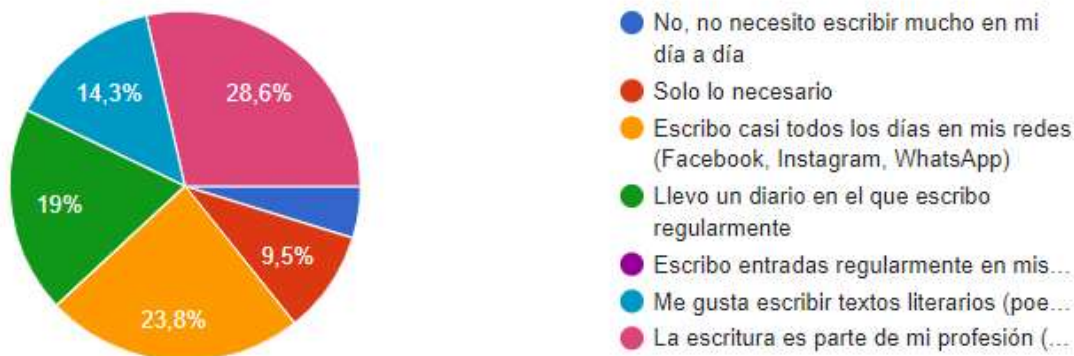 14,3%
28,6%
19%
9,5%
23,8%
No, no necesito escribir mucho en mi
día a día
Solo lo necesario
Escribo casi todos los días en mis redes
(Facebook, Instagram, WhatsApp)
Llevo un diario en el que escribo
regularmente
Escribo entradas regularmente en mis...
Me gusta escribir textos literarios (poe...
La escritura es parte de mi profesión (...